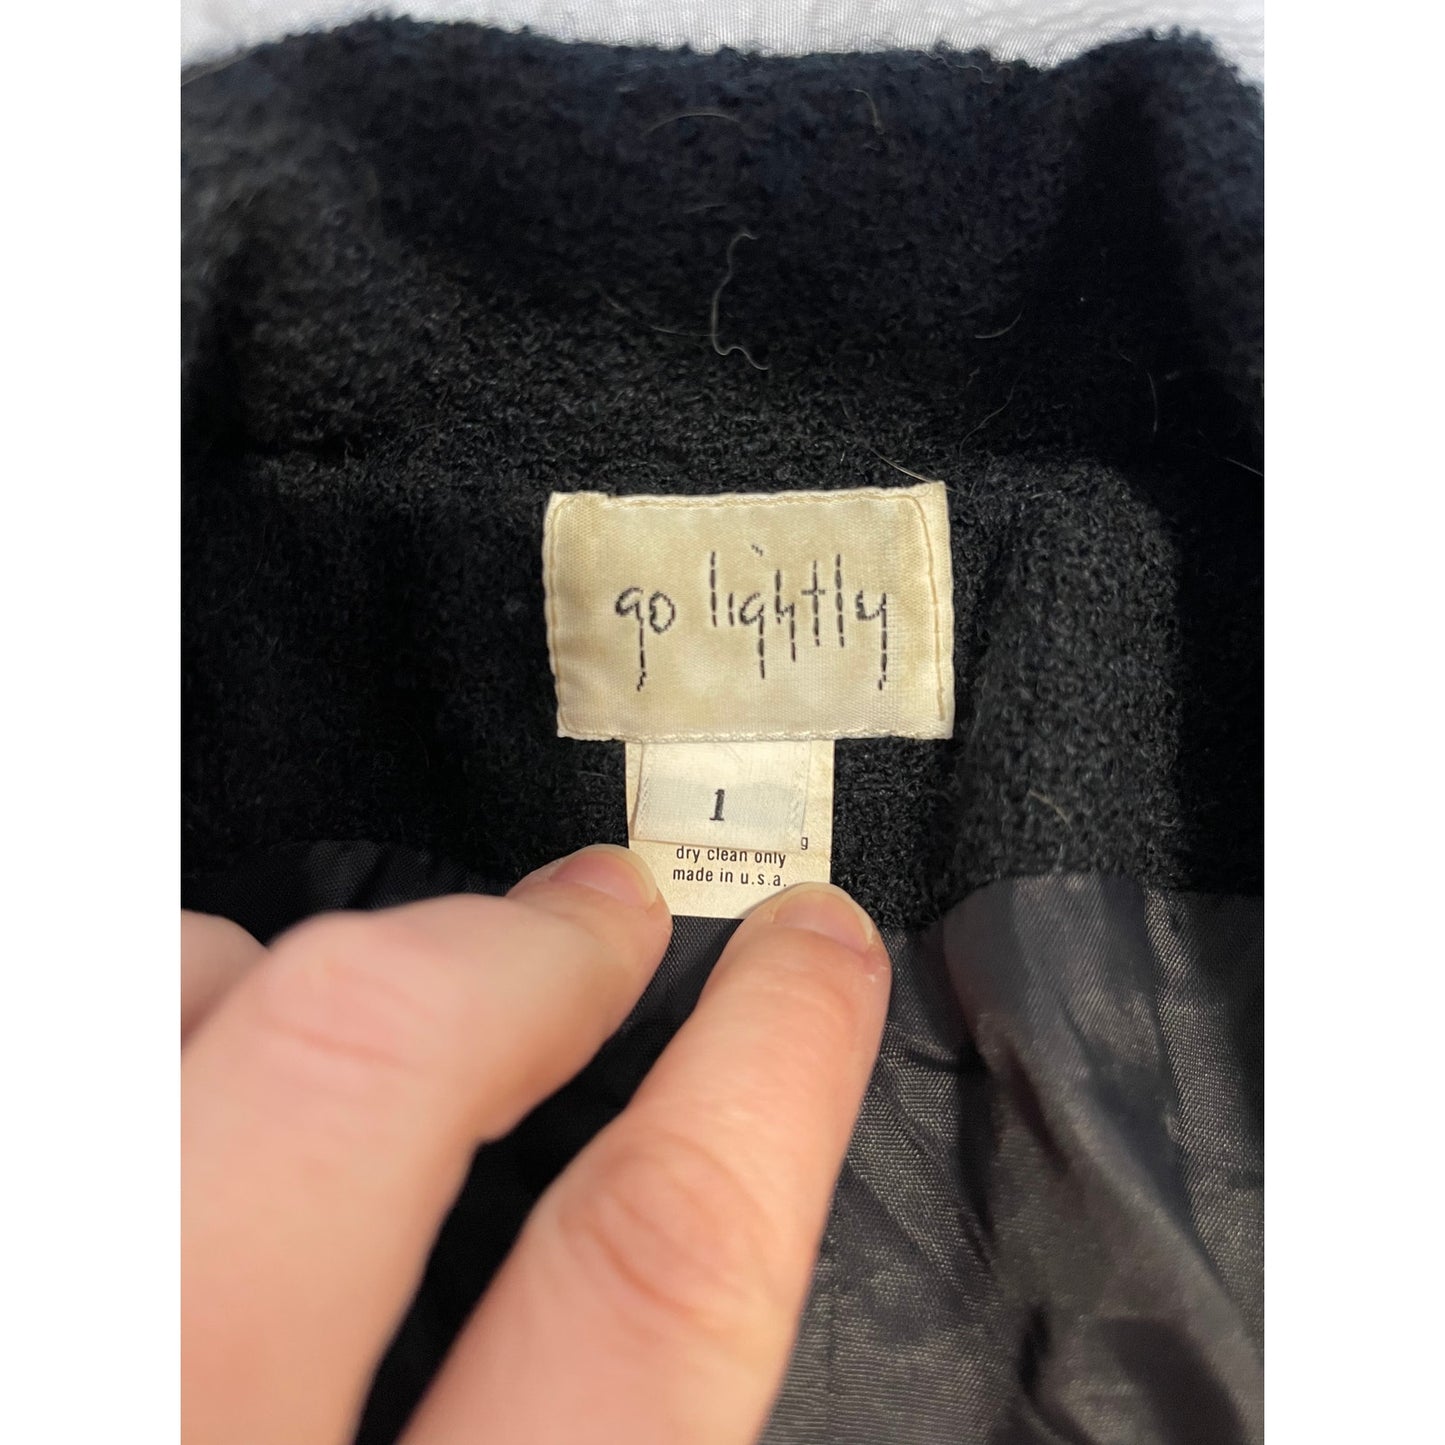 go lightly
1
g
dry clean only
made in u.s.a.